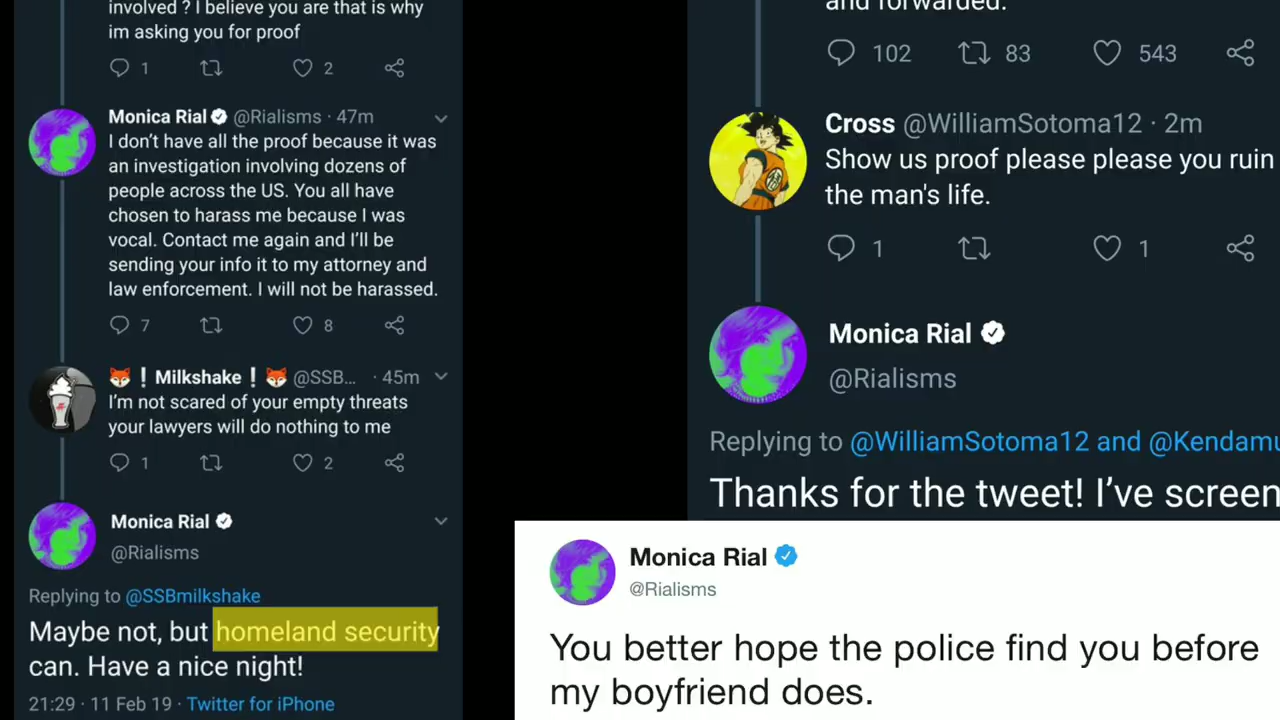 involved ? I believe you are that is why
im asking you for proof
1 2
Monica Rial @Rialisms · 47m
I don't have all the proof because it was
an investigation involving dozens of
people across the US. You all have
chosen to harass me because I was
vocal. Contact me again and I'll be
sending your info it to my attorney and
law enforcement. I will not be harassed.
7 8
🦊❗Milkshake❗🦊 @SSB... · 45m
I'm not scared of your empty threats
your lawyers will do nothing to me
1 2
Monica Rial
@Rialisms
Replying to @SSBmilkshake
Maybe not, but homeland security
can. Have a nice night!
21:29 · 11 Feb 19 · Twitter for iPhone
and forwarded.
102 83 543
Cross @WilliamSotoma12 · 2m
Show us proof please please you ruin
the man's life.
1 1
Monica Rial
@Rialisms
Replying to @WilliamSotoma12 and @Kendamu
Thanks for the tweet! I've screen
Monica Rial
@Rialisms
You better hope the police find you before
my boyfriend does.